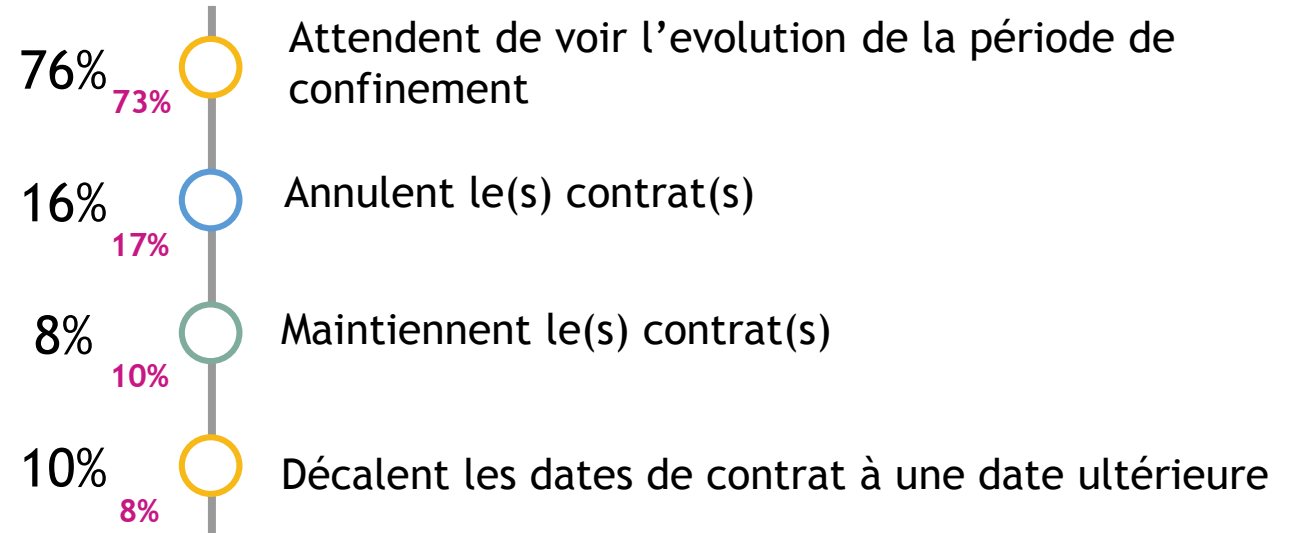 76%
73%
Attendent de voir l’evolution de la période de
confinement
16%
17%
Annulent le(s) contrat(s)
8%
10%
Maintiennent le(s) contrat(s)
10%
8%
Décalent les dates de contrat à une date ultérieure